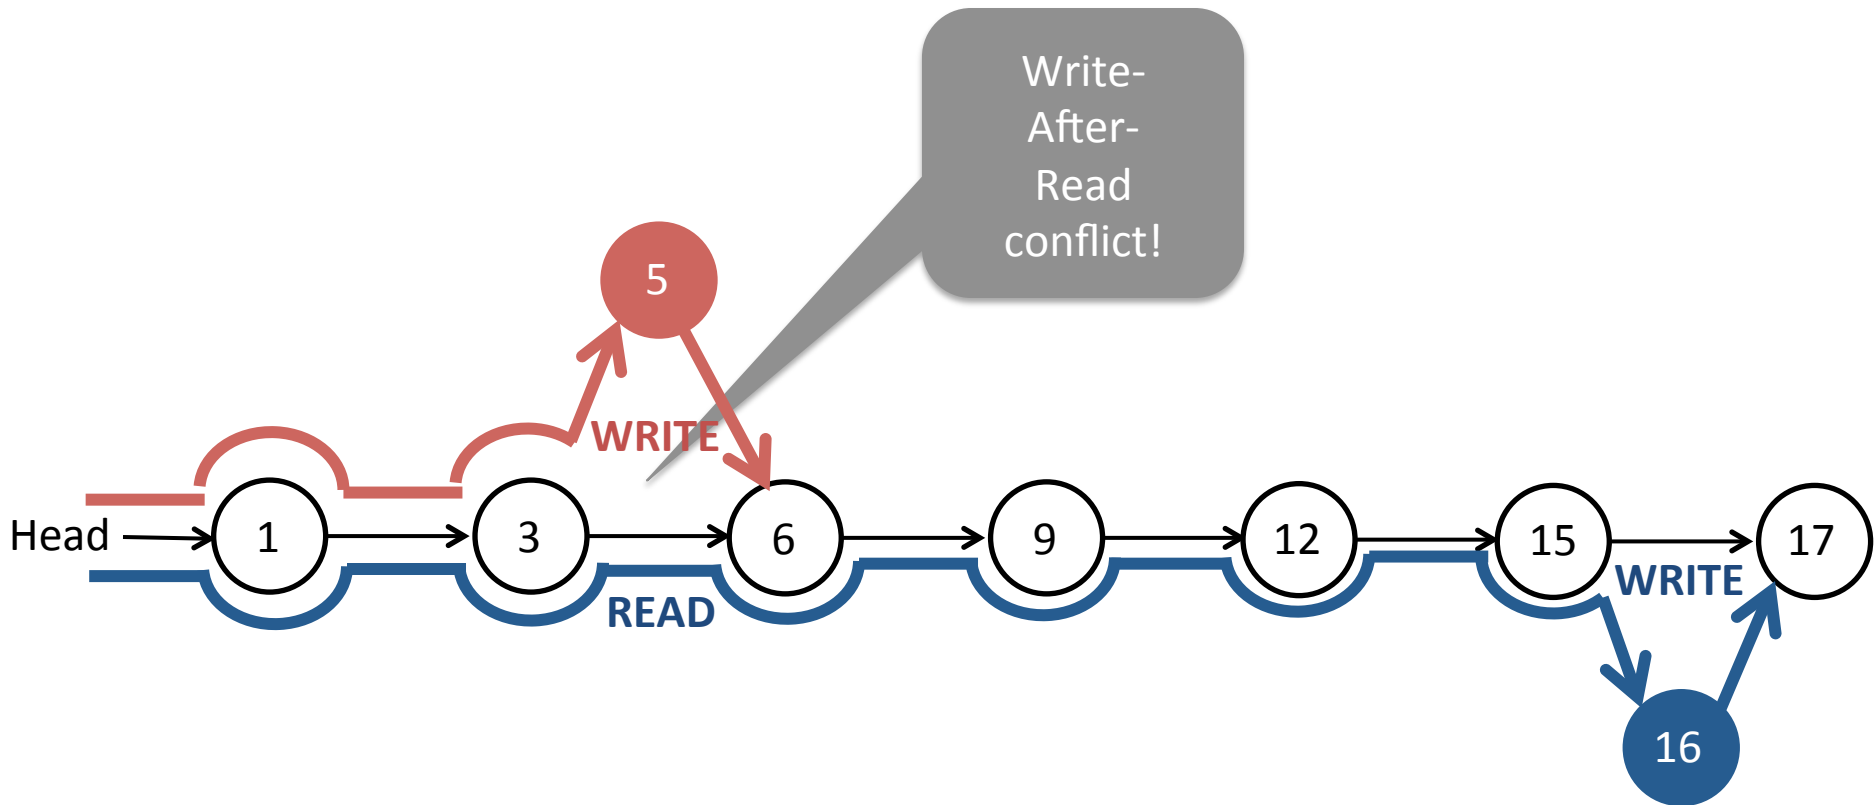 Write-
After-
Read
conflict!
5
WRITE
Head 1 3 6 9 12 15 17
READ
WRITE
16